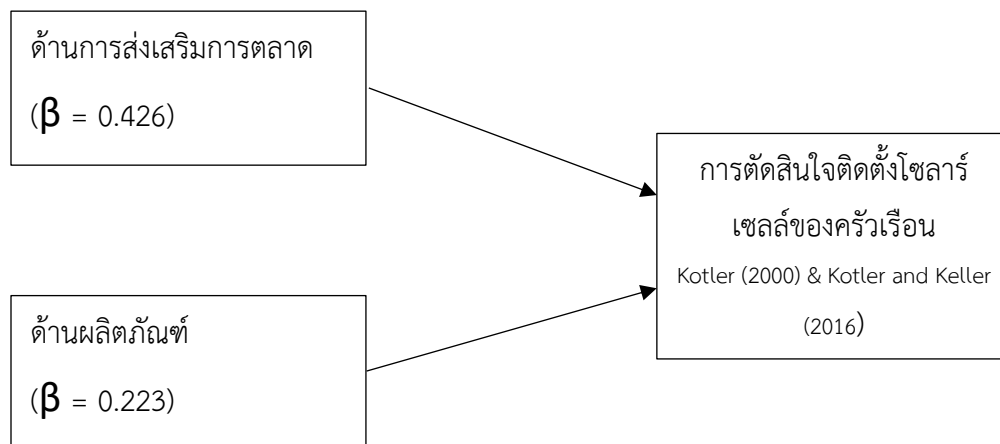 ด้านการส่งเสริมการตลาด
(β = 0.426)
การตัดสินใจติดตั้งโซลาร์
เซลล์ของครัวเรือน
Kotler (2000) & Kotler and Keller
(2016)
ด้านผลิตภัณฑ์
(β = 0.223)